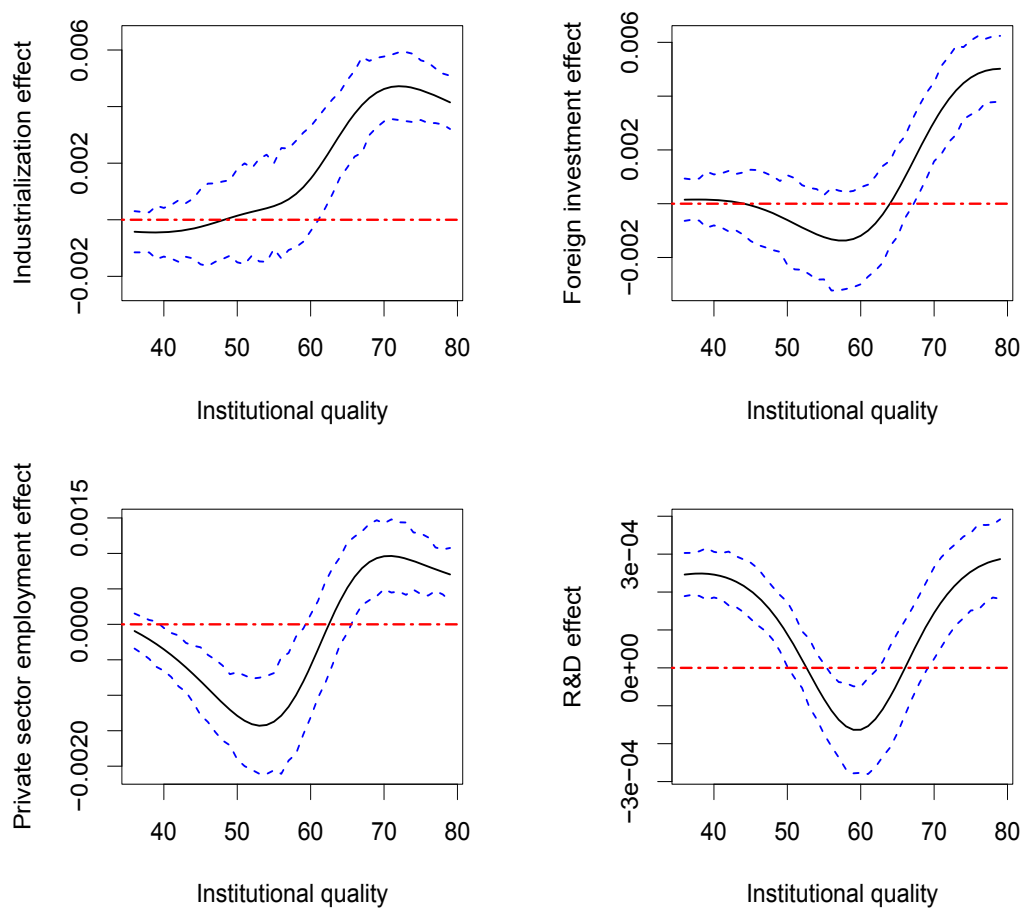 Industrialization effect
0.006
0.002
−0.002
40 50 60 70 80
Institutional quality
Foreign investment effect
0.006
0.002
−0.002
40 50 60 70 80
Institutional quality
Private sector employment effect
0.0015
0.0000
−0.0020
40 50 60 70 80
Institutional quality
R&D effect
3e−04
0e+00
−3e−04
40 50 60 70 80
Institutional quality